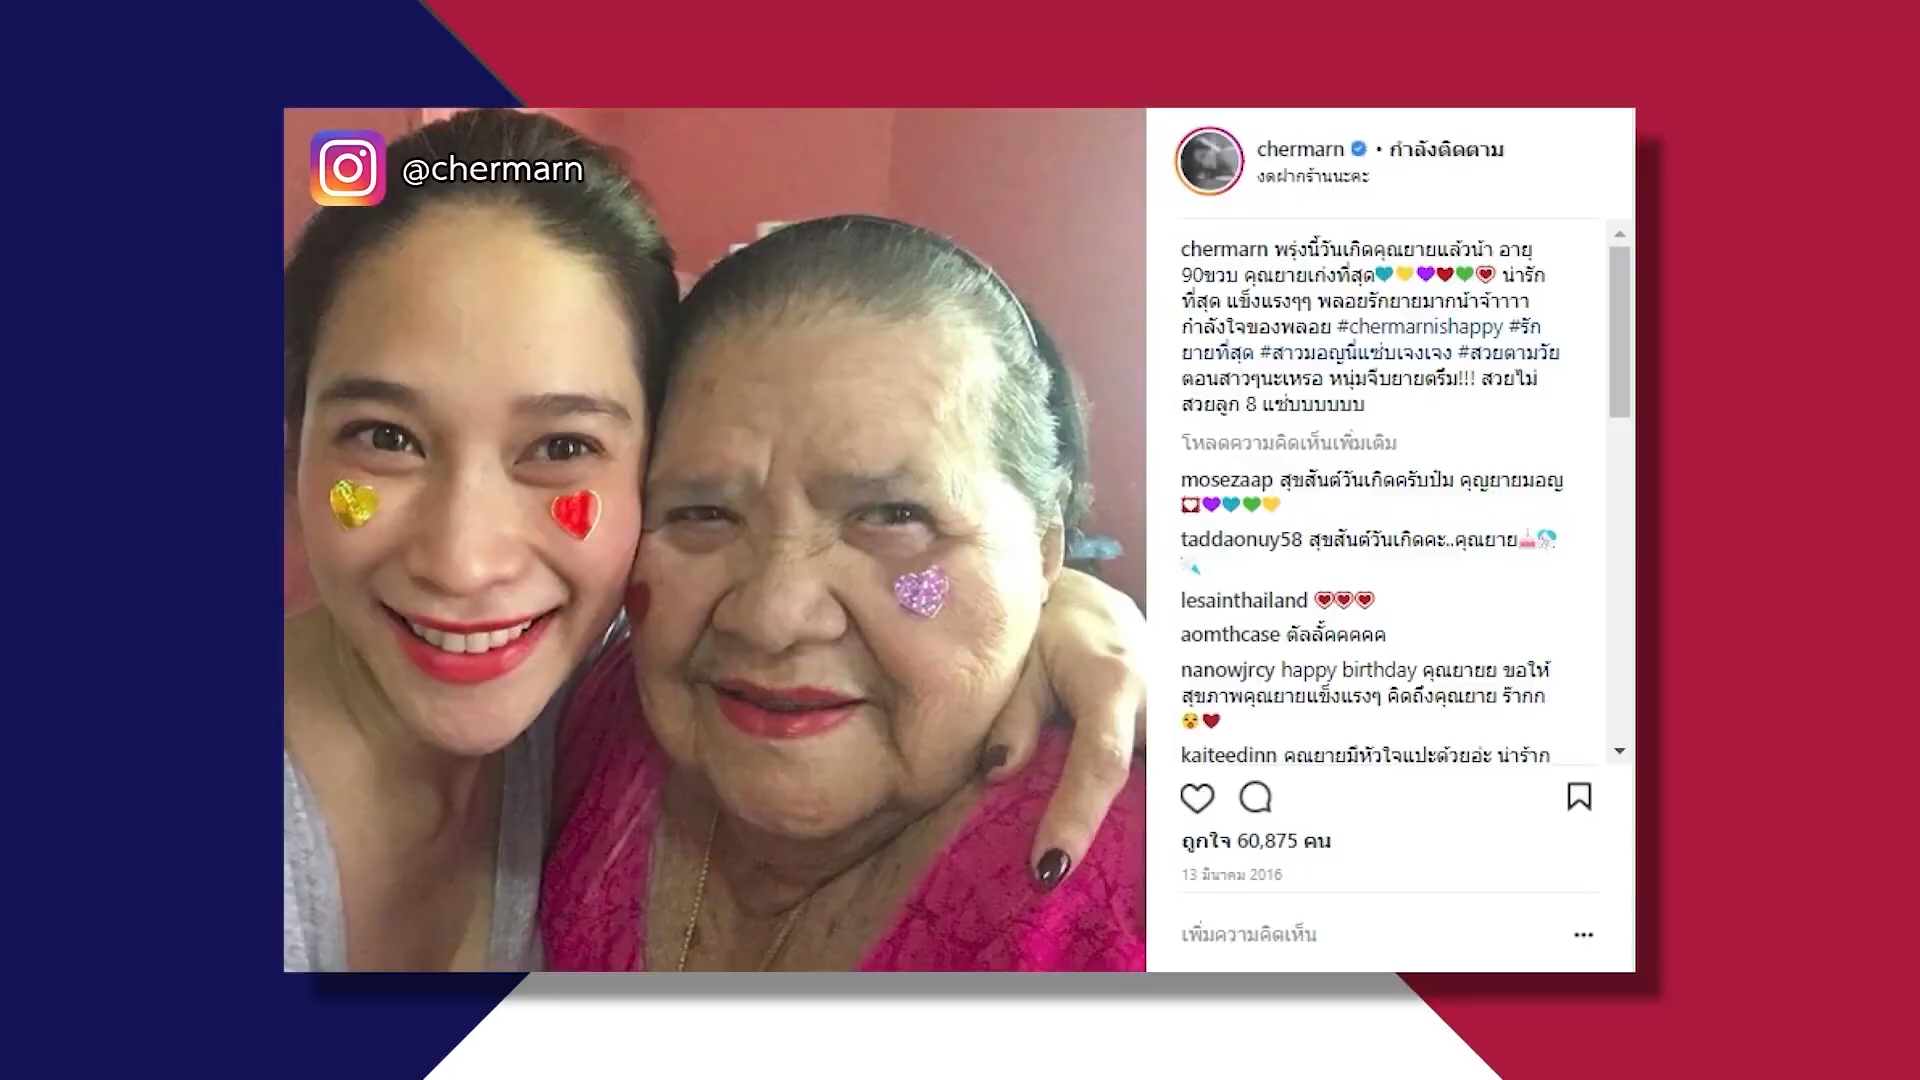 @chermarn
chermarn • กำลังติดตาม
งดฝากร้านนะคะ
chermarn พรุ่งนี้วันเกิดคุณยายแล้วน้า อายุ
90ขวบ คุณยายเก่งที่สุด น่ารัก
ที่สุด แข็งแรงๆๆ พลอยรักยายมากน้าจ้าาาา
กำลังใจของพลอย #chermarnishappy #รัก
ยายที่สุด #สาวมอญนี่แซ่บเจงเจง #สวยตามวัย
ตอนสาวๆนะเหรอ หนุ่มจีบยายตรึม!!! สวยไม่
สวยลูก 8 แซ่บบบบบบ
โหลดความคิดเห็นเพิ่มเติม
mosezaap สุขสันต์วันเกิดครับป๋ม คุญยายมอญ
taddaonuy58 สุขสันต์วันเกิดคะ..คุณยาย
lesainthailand
aomthcase ตัลล๊ั้คคคคค
nanowjrcy happy birthday คุณยายย ขอให้
สุขภาพคุณยายแข็งแรงๆ คิดถึงคุณยาย ร๊ากก
kaiteedinn คุณยายมีหัวใจแปะด้วยอ่ะ น่าร้าก
ถูกใจ 60,875 คน
13 มีนาคม 2016
เพิ่มความคิดเห็น